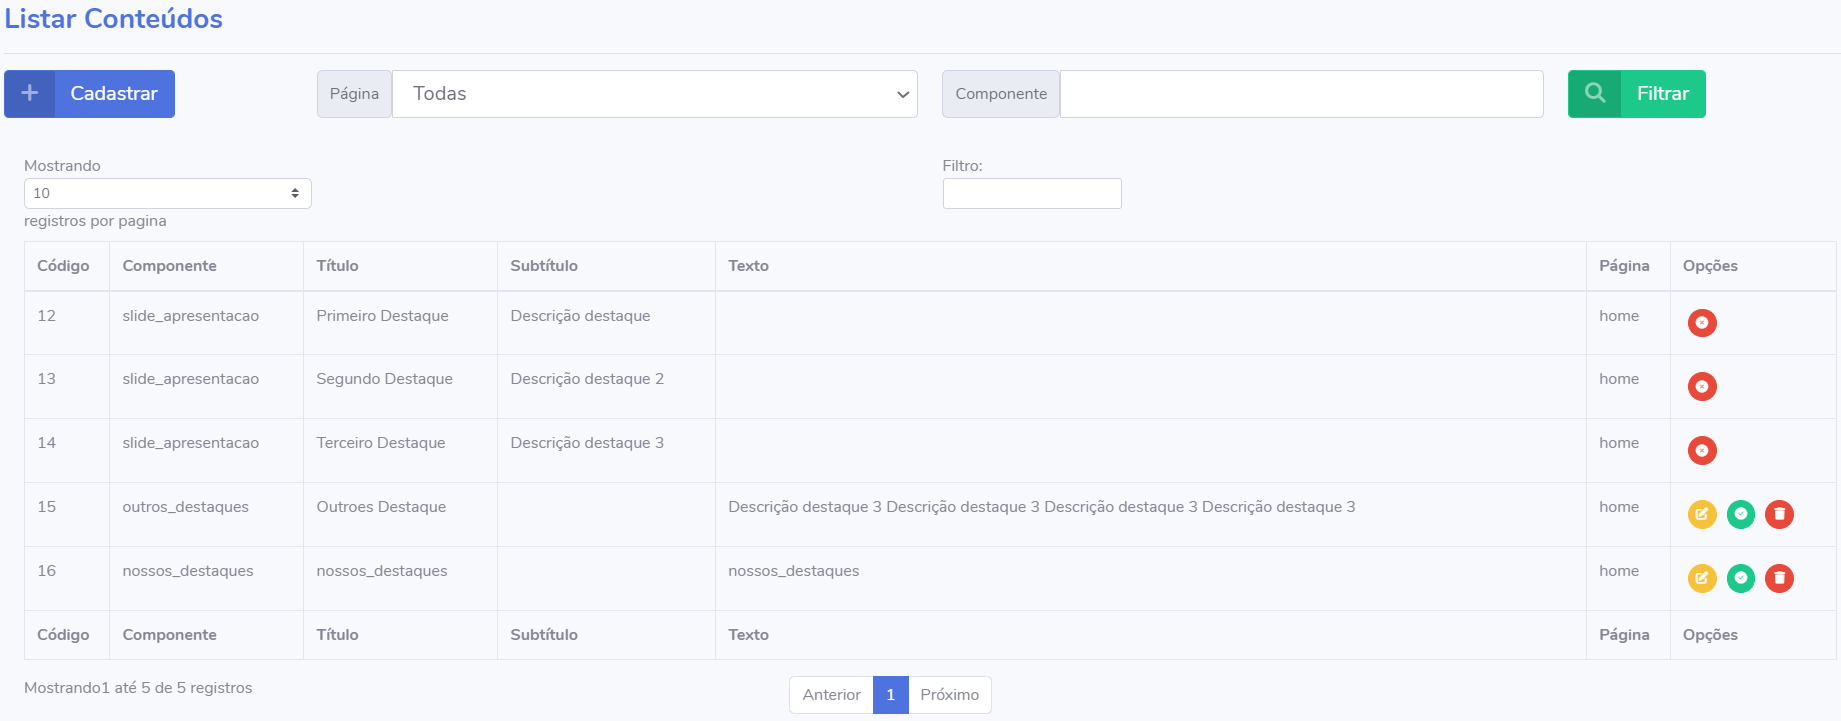 Listar Conteúdos
Cadastrar Página Todas Componente Filtrar
Mostrando Filtro:
10
registros por pagina
Código Componente Título Subtítulo Texto Página Opções
12 slide_apresentacao Primeiro Destaque Descrição destaque home
13 slide_apresentacao Segundo Destaque Descrição destaque 2 home
14 slide_apresentacao Terceiro Destaque Descrição destaque 3 home
15 outros_destaques Outroes Destaque Descrição destaque 3 Descrição destaque 3 Descrição destaque 3 Descrição destaque 3 home
16 nossos_destaques nossos_destaques nossos_destaques home
Código Componente Título Subtítulo Texto Página Opções
Mostrando1 até 5 de 5 registros Anterior 1 Próximo